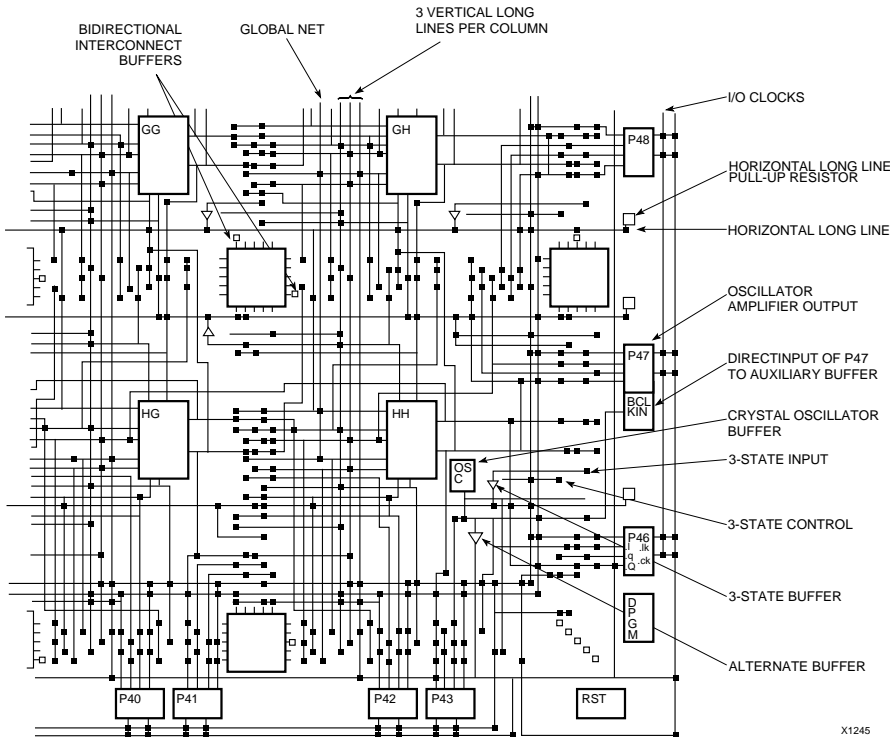 3 VERTICAL LONG
LINES PER COLUMN
BIDIRECTIONAL
INTERCONNECT
BUFFERS
GLOBAL NET
I/O CLOCKS
GG
GH
P48
HORIZONTAL LONG LINE
PULL-UP RESISTOR
HORIZONTAL LONG LINE
OSCILLATOR
AMPLIFIER OUTPUT
P47
DIRECTINPUT OF P47
TO AUXILIARY BUFFER
BCL
KIN
HG
HH
CRYSTAL OSCILLATOR
BUFFER
OS
C
3-STATE INPUT
3-STATE CONTROL
P46
.I
.lk
.q
.ck
Q
3-STATE BUFFER
D
P
G
M
ALTERNATE BUFFER
P40
P41
P42
P43
RST
X1245